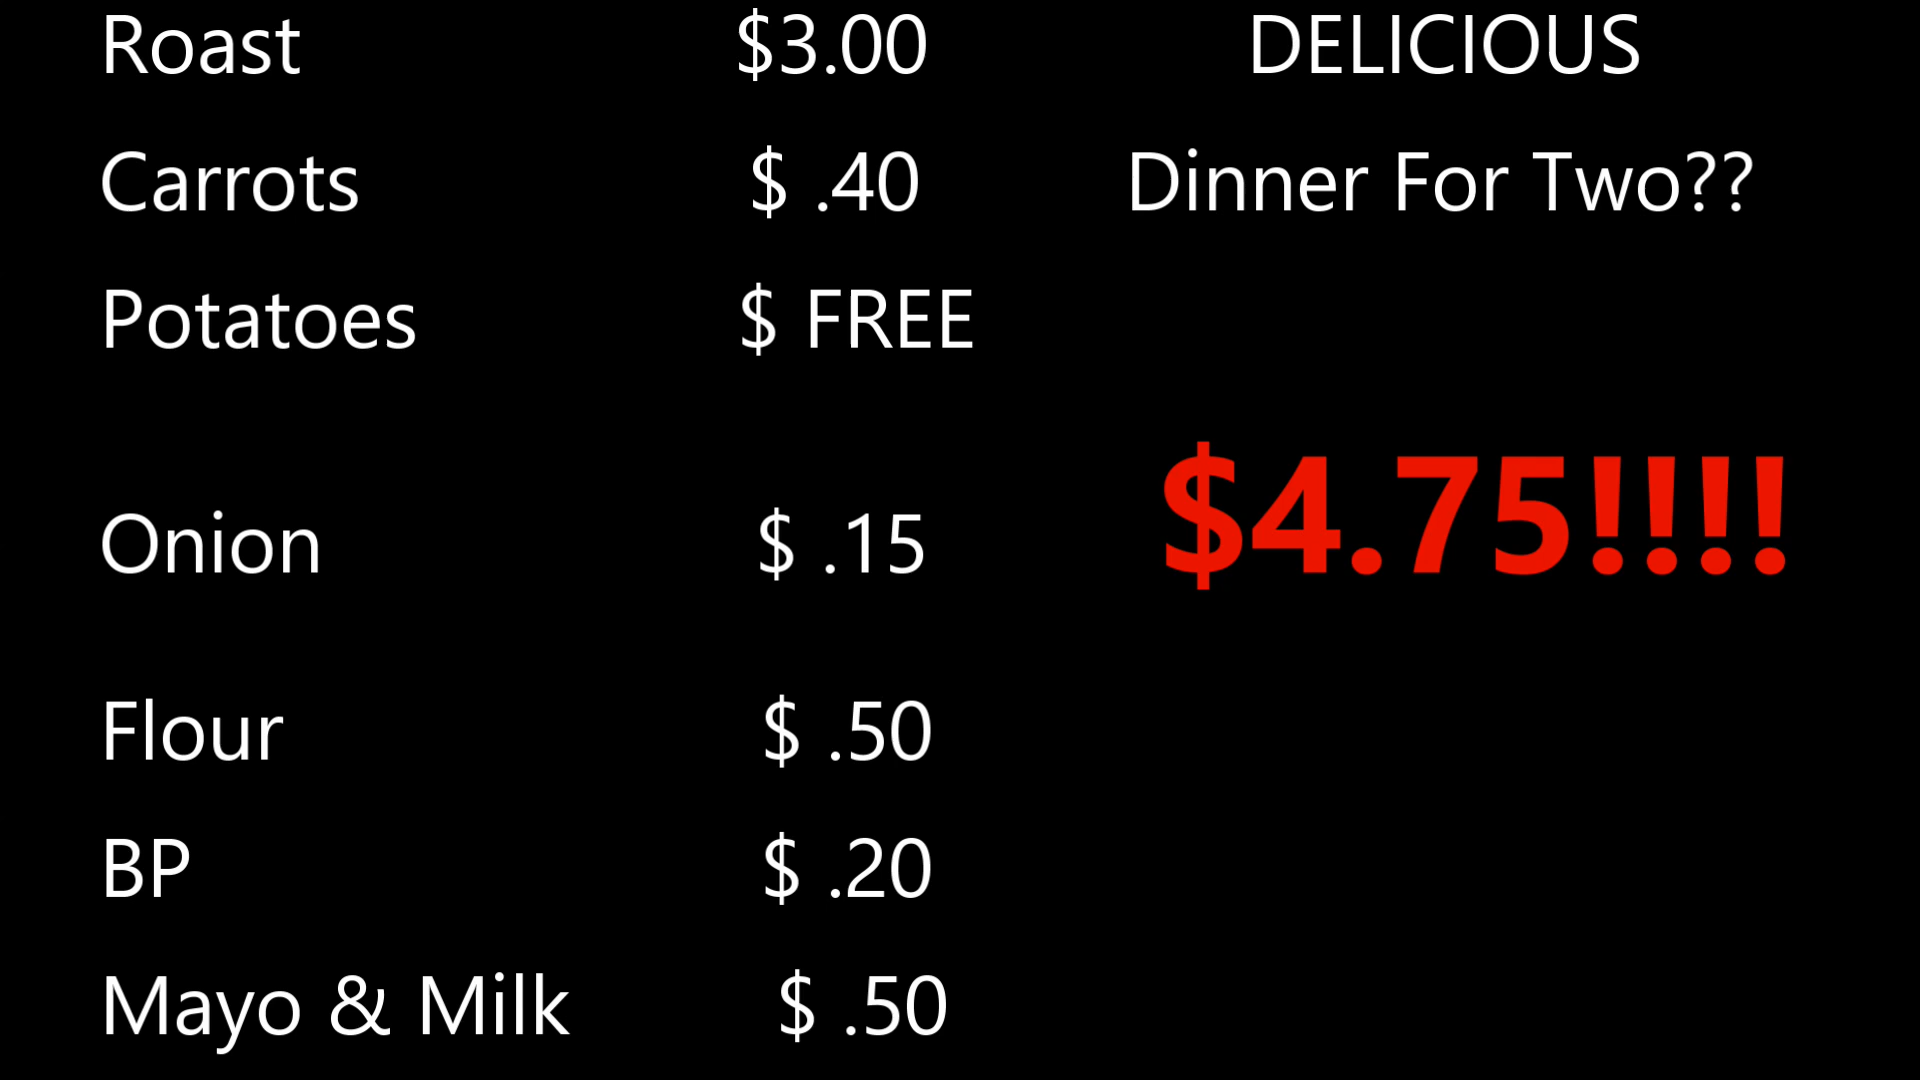 Roast $3.00 DELICIOUS
Carrots $ .40 Dinner For Two??
Potatoes $ FREE
$4.75!!!!
Onion $ .15
Flour $ .50
BP $ .20
Mayo & Milk $ .50